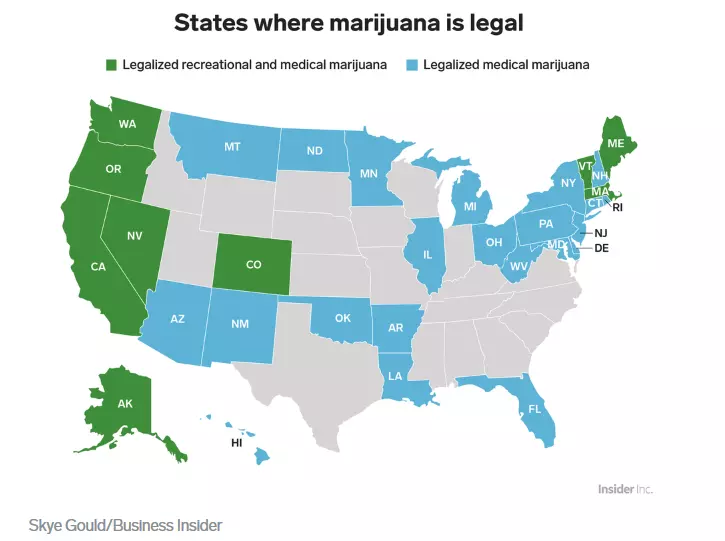 States where marijuana is legal
Legalized recreational and medical marijuana
Legalized medical marijuana
WA
MT
ND
ME
OR
MN
VT
NH
NY
MA
MI
CT
RI
NV
PA
NJ
OH
MD
DE
IL
CO
CA
WV
AZ
NM
OK
AR
LA
AK
FL
HI
Insider Inc.
Skye Gould/Business Insider